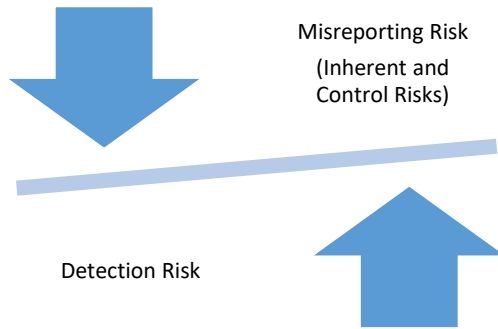 Misreporting Risk
(Inherent and
Control Risks)
Detection Risk